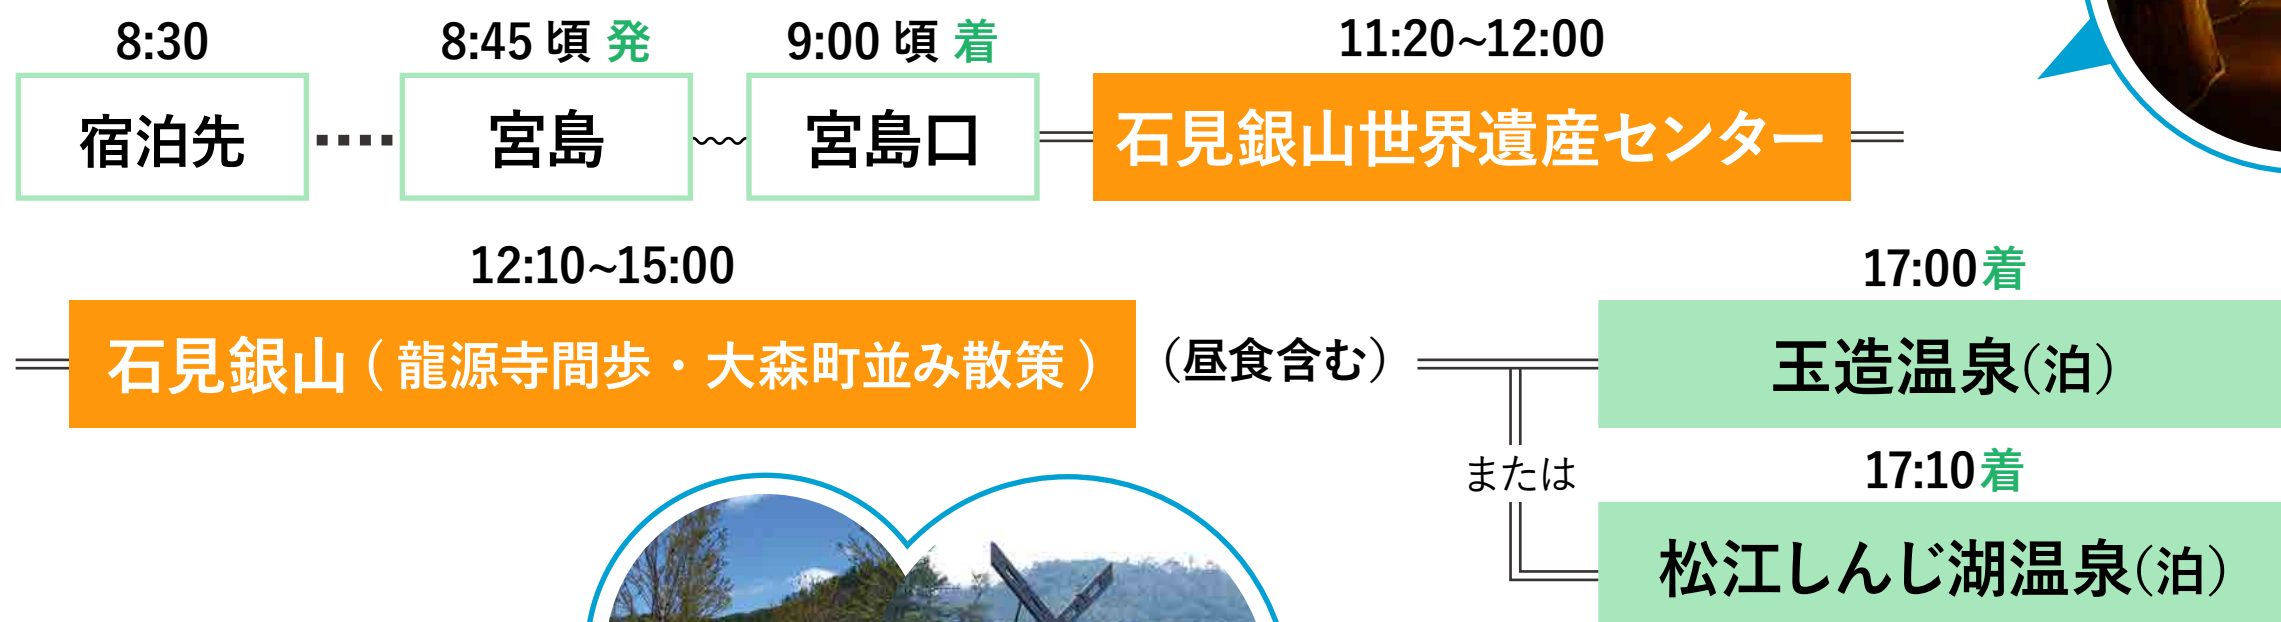 8:30 8:45 頃 発 9:00 頃 着 11:20~12:00
宿泊先 宮島 宮島口 石見銀山世界遺産センター
12:10~15:00 17:00着
石見銀山(龍源寺間歩・大森町並み散策)(昼食含む) 玉造温泉(泊)
または 17:10着
松江しんじ湖温泉(泊)